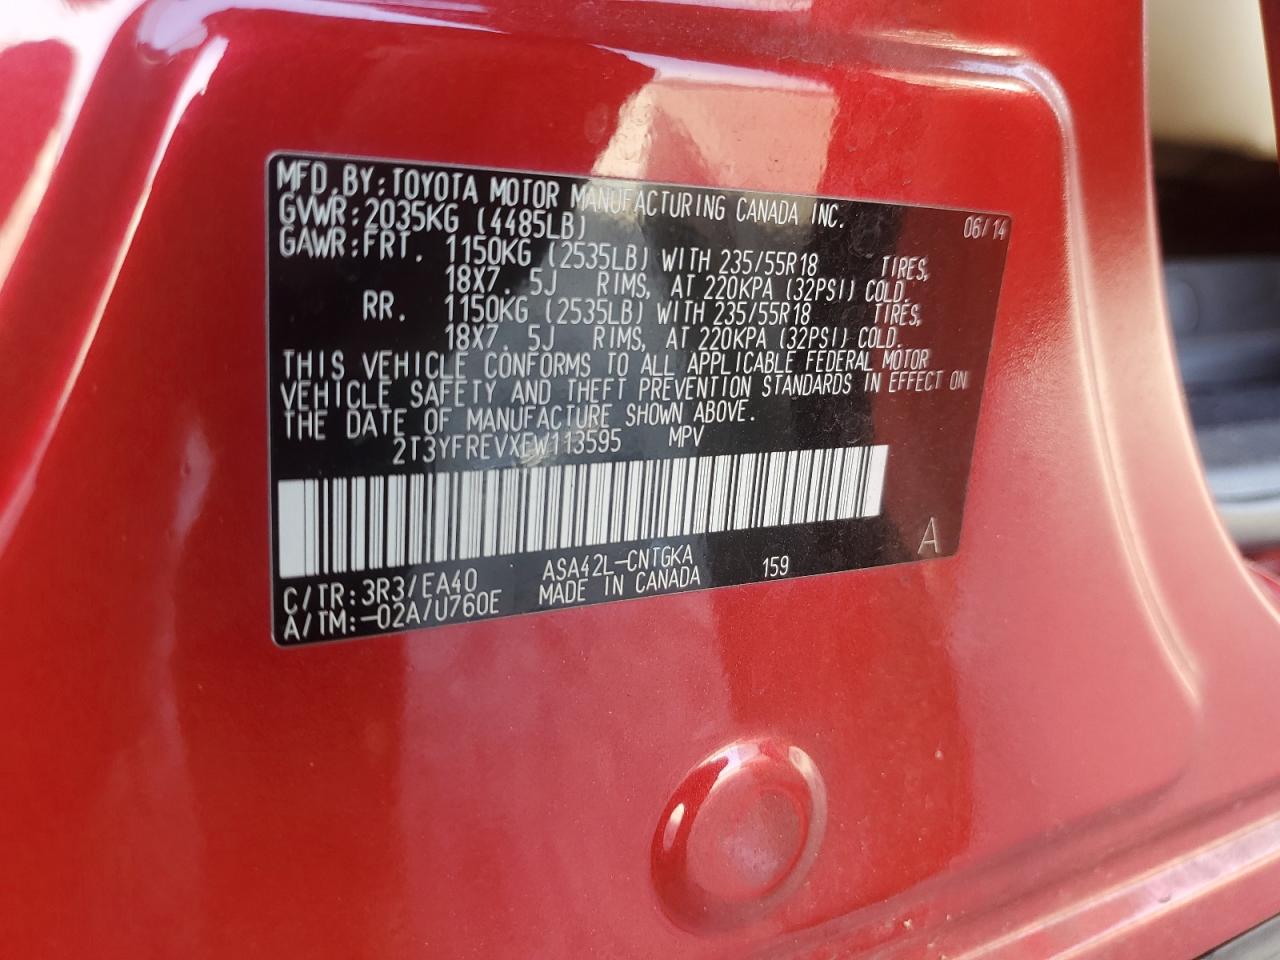 MFD.BY:TOYOTA MOTOR MANUFACTURING CANADA INC. 06/14
GVWR:2035KG (4485LB)
GAWR:FRT. 1150KG (2535LB) WITH 235/55R18 TIRES,
18X7.5J RIMS, AT 220KPA (32PSI) COLD.
RR. 1150KG (2535LB) WITH 235/55R18 TIRES,
18X7.5J RIMS, AT 220KPA (32PSI) COLD.
THIS VEHICLE CONFORMS TO ALL APPLICABLE FEDERAL MOTOR
VEHICLE SAFETY AND THEFT PREVENTION STANDARDS IN EFFECT ON
THE DATE OF MANUFACTURE SHOWN ABOVE.
2T3YFREVXEW113595 MPV
A
C/TR:3R3/EA40 ASA42L-CNTGKA 159
A/TM:-02A/U760E MADE IN CANADA